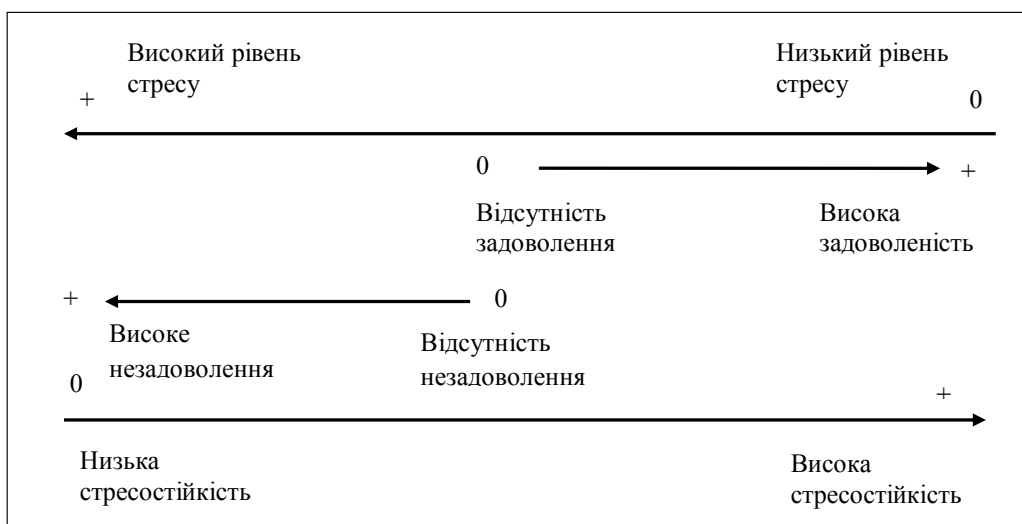 Високий рівень
стресу
Низький рівень
стресу
+
0
0
+
Відсутність
задоволення
Висока
задоволеність
+
0
Високе
незадоволення
Відсутність
незадоволення
0
+
Низька
стресостійкість
Висока
стресостійкість